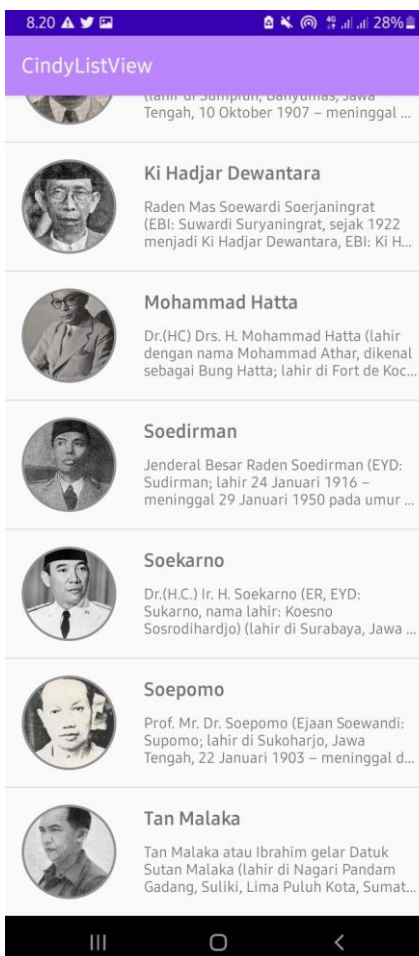 8.20
4G
28%
CindyListView
(lahir di Sumpiuh, Banyumas, Jawa
Tengah, 10 Oktober 1907 – meninggal ...
Ki Hadjar Dewantara
Raden Mas Soewardi Soerjaningrat
(EBI: Suwardi Suryaningrat, sejak 1922
menjadi Ki Hadjar Dewantara, EBI: Ki H...
Mohammad Hatta
Dr.(HC) Drs. H. Mohammad Hatta (lahir
dengan nama Mohammad Athar, dikenal
sebagai Bung Hatta; lahir di Fort de Koc...
Soedirman
Jenderal Besar Raden Soedirman (EYD:
Sudirman; lahir 24 Januari 1916 –
meninggal 29 Januari 1950 pada umur ...
Soekarno
Dr.(H.C.) Ir. H. Soekarno (ER, EYD:
Sukarno, nama lahir: Koesno
Sosrodihardjo) (lahir di Surabaya, Jawa ...
Soepomo
Prof. Mr. Dr. Soepomo (Ejaan Soewandi:
Supomo; lahir di Sukoharjo, Jawa
Tengah, 22 Januari 1903 – meninggal d...
Tan Malaka
Tan Malaka atau Ibrahim gelar Datuk
Sutan Malaka (lahir di Nagari Pandam
Gadang, Suliki, Lima Puluh Kota, Sumat...